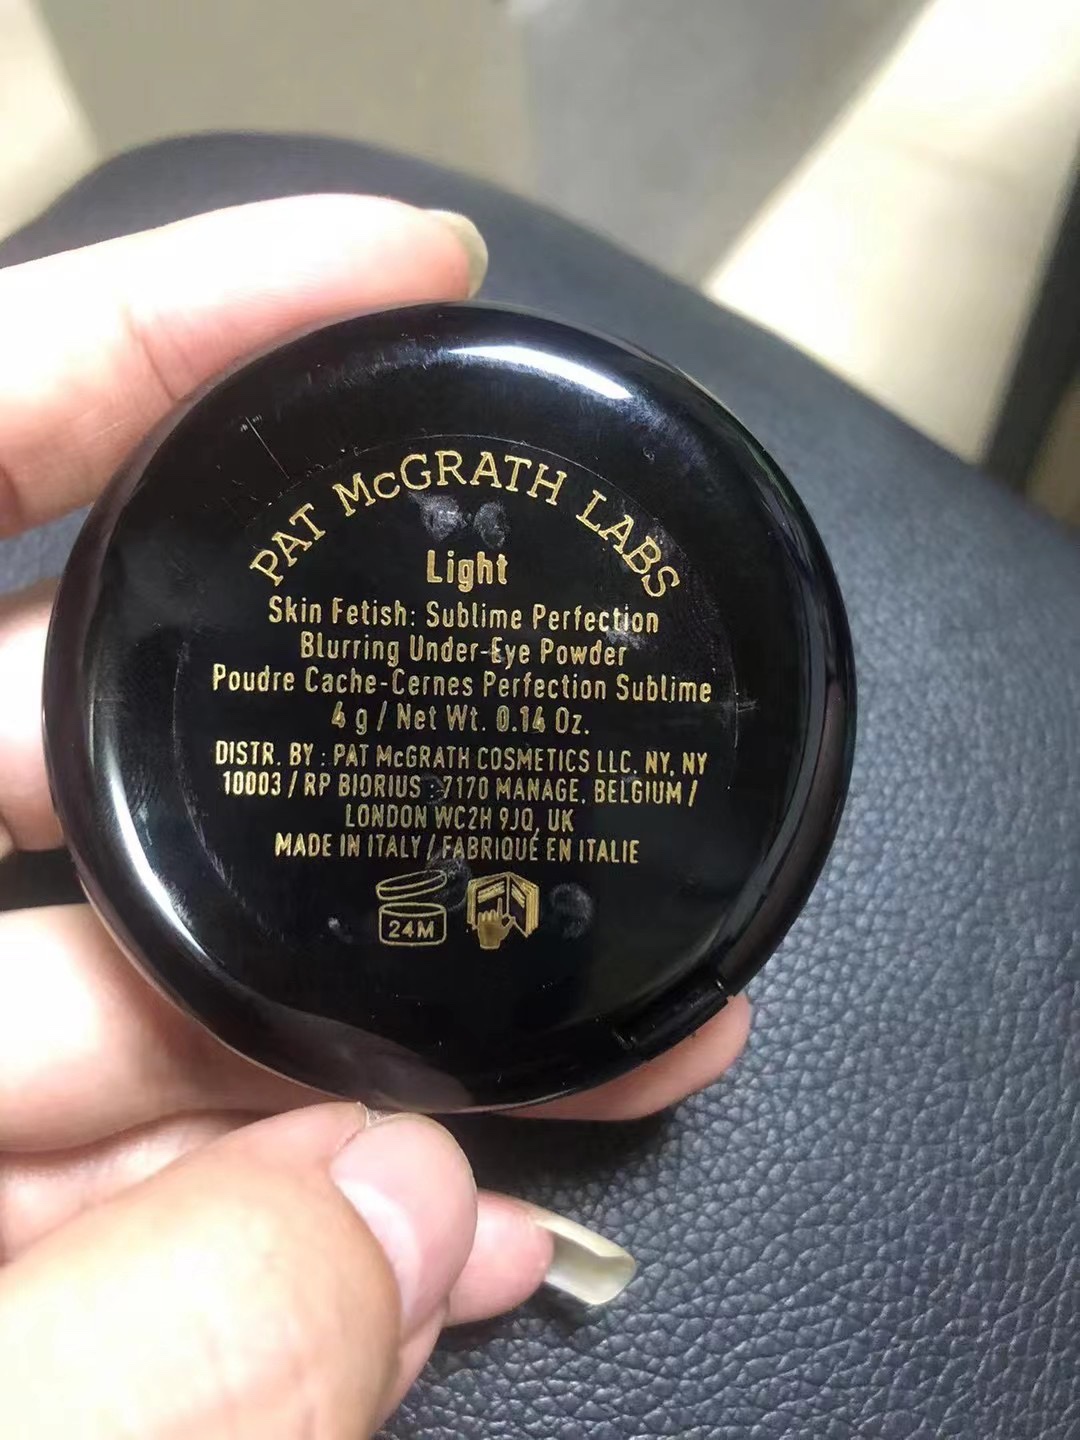 PAT McGRATH LABS
Light
Skin Fetish: Sublime Perfection
Blurring Under-Eye Powder
Poudre Cache-Cernes Perfection Sublime
4 g / Net Wt. 0.14 Oz.
DISTR. BY : PAT McGRATH COSMETICS LLC, NY, NY
10003 / RP BIORIUS : 7170 MANAGE, BELGIUM /
LONDON WC2H 9JQ, UK
MADE IN ITALY / FABRIQUÉ EN ITALIE
24M